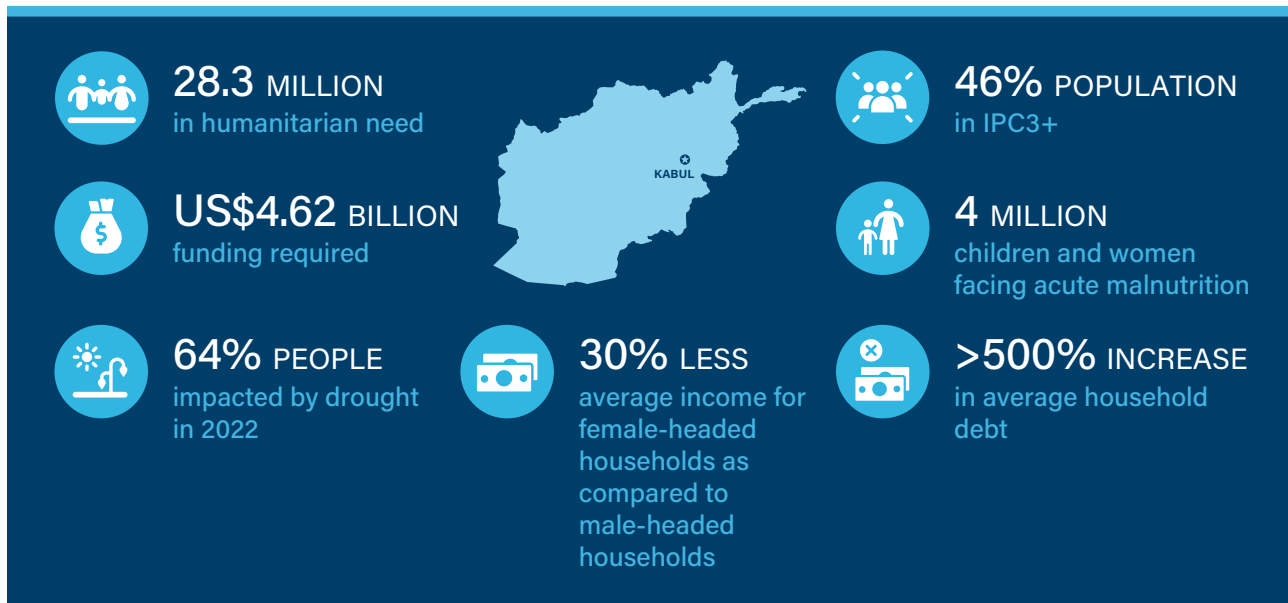 28.3 MILLION
in humanitarian need
US$4.62 BILLION
funding required
64% PEOPLE
impacted by drought
in 2022
KABUL
30% LESS
average income for
female-headed
households as
compared to
male-headed
households
46% POPULATION
in IPC3+
4 MILLION
children and women
facing acute malnutrition
>500% INCREASE
in average household
debt